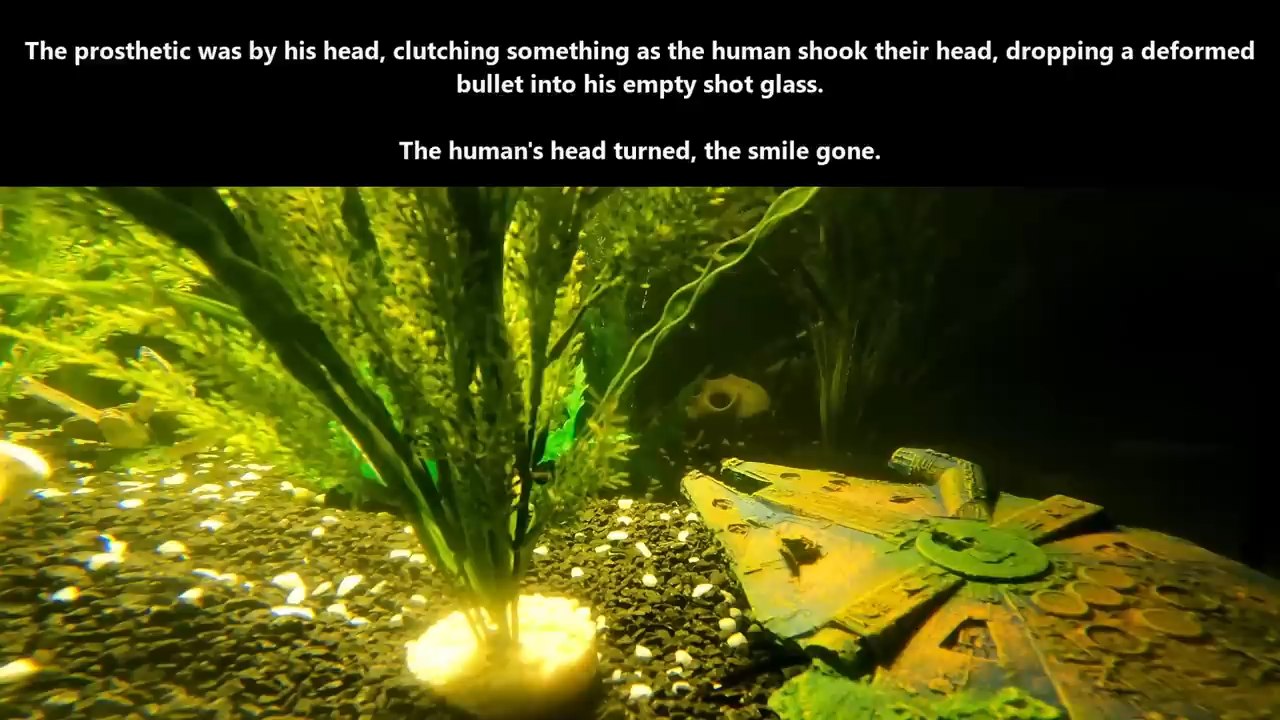 The prosthetic was by his head, clutching something as the human shook their head, dropping a deformed
bullet into his empty shot glass.
The human's head turned, the smile gone.